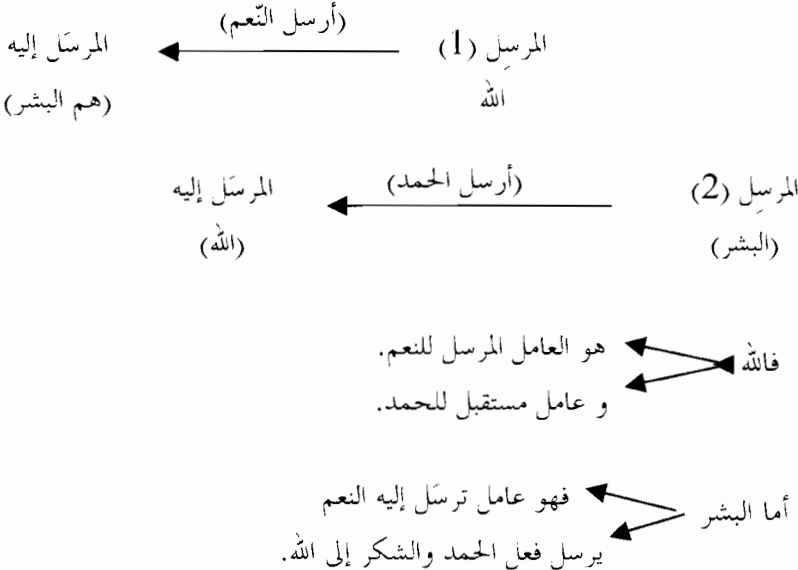 المرسِل (1) (أرسل النّعم) المرسَل إليه
الله (هم البشر)
المرسِل (2) (أرسل الحمد) المرسَل إليه
(البشر) (الله)
فالله
هو العامل المرسل للنعم.
و عامل مستقبل للحمد.
أما البشر
فهو عامل ترسَل إليه النعم
يرسل فعل الحمد والشكر إلى الله.